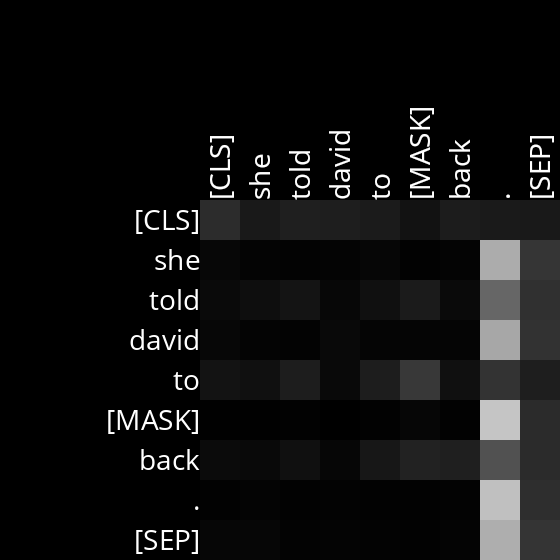 [CLS] she told david to [MASK] back . [SEP]
[CLS]
she
told
david
to
[MASK]
back
.
[SEP]